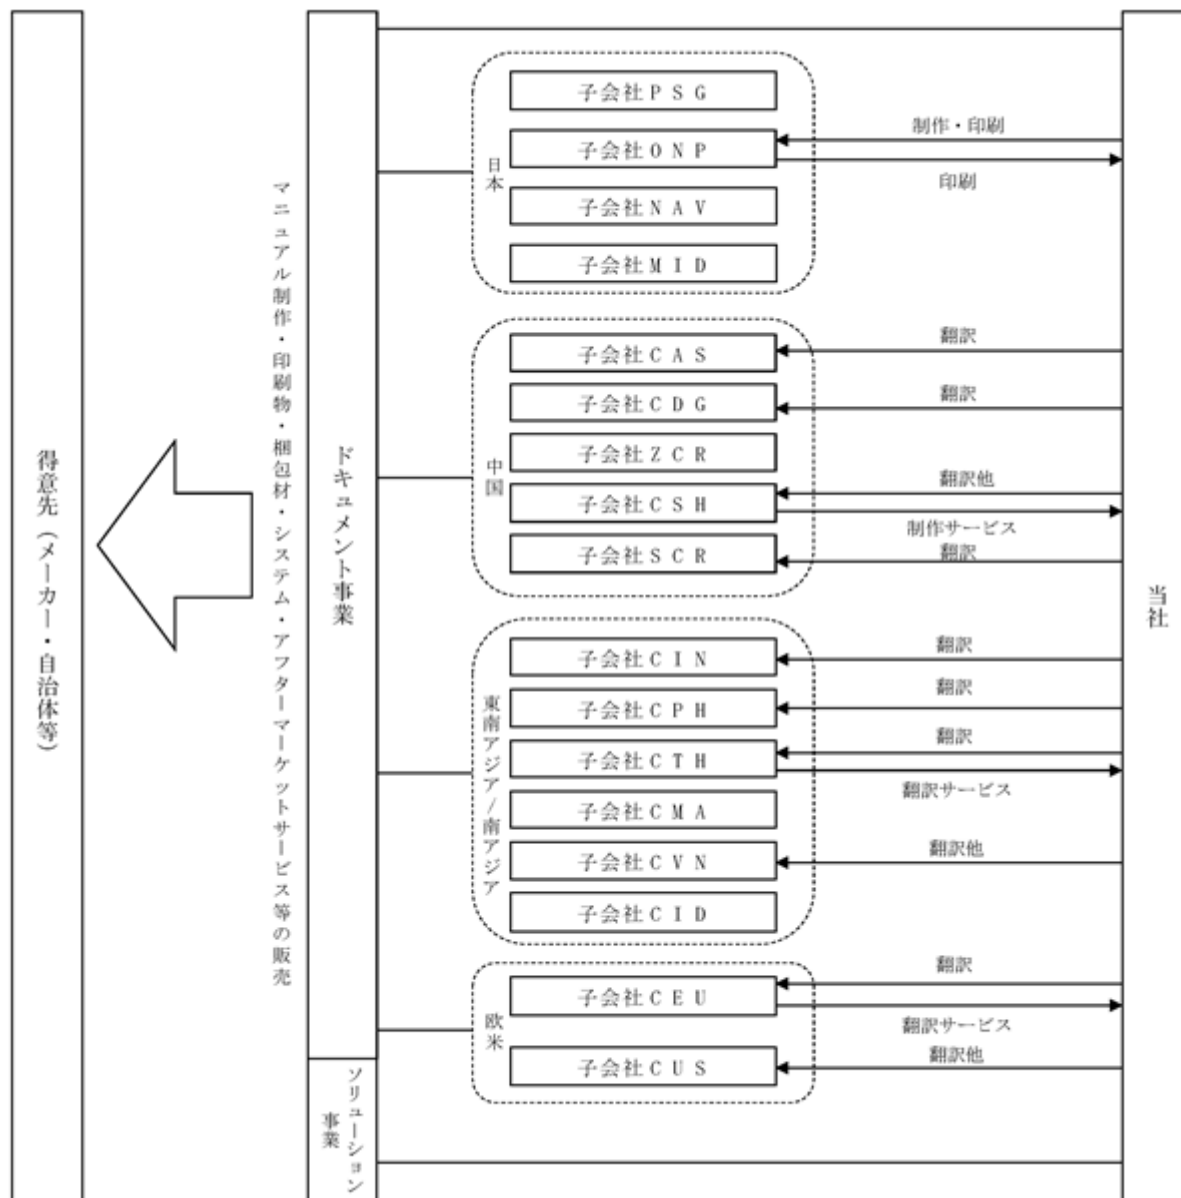 得意先（メーカー・自治体等）
マニュアル制作・印刷物・梱包材・システム・アフターマーケットサービス等の販売
ドキュメント事業
ソリューション
事業
日本
子会社ＰＳＧ
子会社ＯＮＰ
子会社ＮＡＶ
子会社ＭＩＤ
制作・印刷
印刷
中国
子会社ＣＡＳ
子会社ＣＤＧ
子会社ＺＣＲ
子会社ＣＳＨ
子会社ＳＣＲ
翻訳
翻訳
翻訳他
制作サービス
翻訳
東南アジア/南アジア
子会社ＣＩＮ
子会社ＣＰＨ
子会社ＣＴＨ
子会社ＣＭＡ
子会社ＣＶＮ
子会社ＣＩＤ
翻訳
翻訳
翻訳
翻訳サービス
翻訳他
欧米
子会社ＣＥＵ
子会社ＣＵＳ
翻訳
翻訳サービス
翻訳他
当社